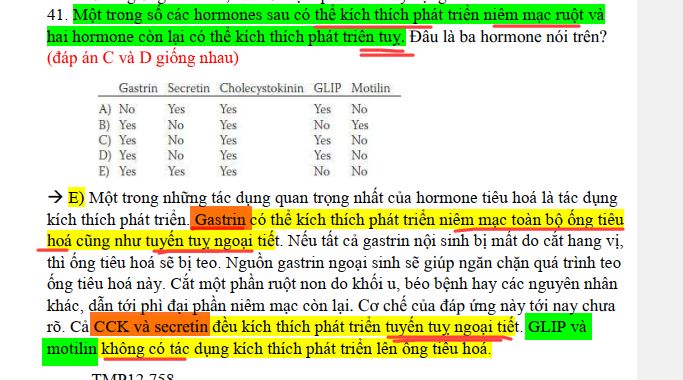 41. Một trong số các hormones sau có thể kích thích phát triển niêm mạc ruột và
hai hormone còn lại có thể kích thích phát triển tuỵ. Đâu là ba hormone nói trên?
(đáp án C và D giống nhau)
Gastrin Secretin Cholecystokinin GLIP Motilin
A) No Yes Yes Yes No
B) Yes No Yes No Yes
C) Yes No Yes Yes No
D) Yes No Yes Yes No
E) Yes Yes Yes No No
→ E) Một trong những tác dụng quan trọng nhất của hormone tiêu hoá là tác dụng
kích thích phát triển. Gastrin có thể kích thích phát triển niêm mạc toàn bộ ống tiêu
hoá cũng như tuyến tuỵ ngoại tiết. Nếu tất cả gastrin nội sinh bị mất do cắt hang vị,
thì ống tiêu hoá sẽ bị teo. Nguồn gastrin ngoại sinh sẽ giúp ngăn chặn quá trình teo
ống tiêu hoá này. Cắt một phần ruột non do khối u, béo bệnh hay các nguyên nhân
khác, dẫn tới phì đại phần niêm mạc còn lại. Cơ chế của đáp ứng này tới nay chưa
rõ. Cả CCK và secretin đều kích thích phát triển tuyến tuỵ ngoại tiết. GLIP và
motilin không có tác dụng kích thích phát triển lên ống tiêu hoá.
TMP12 758